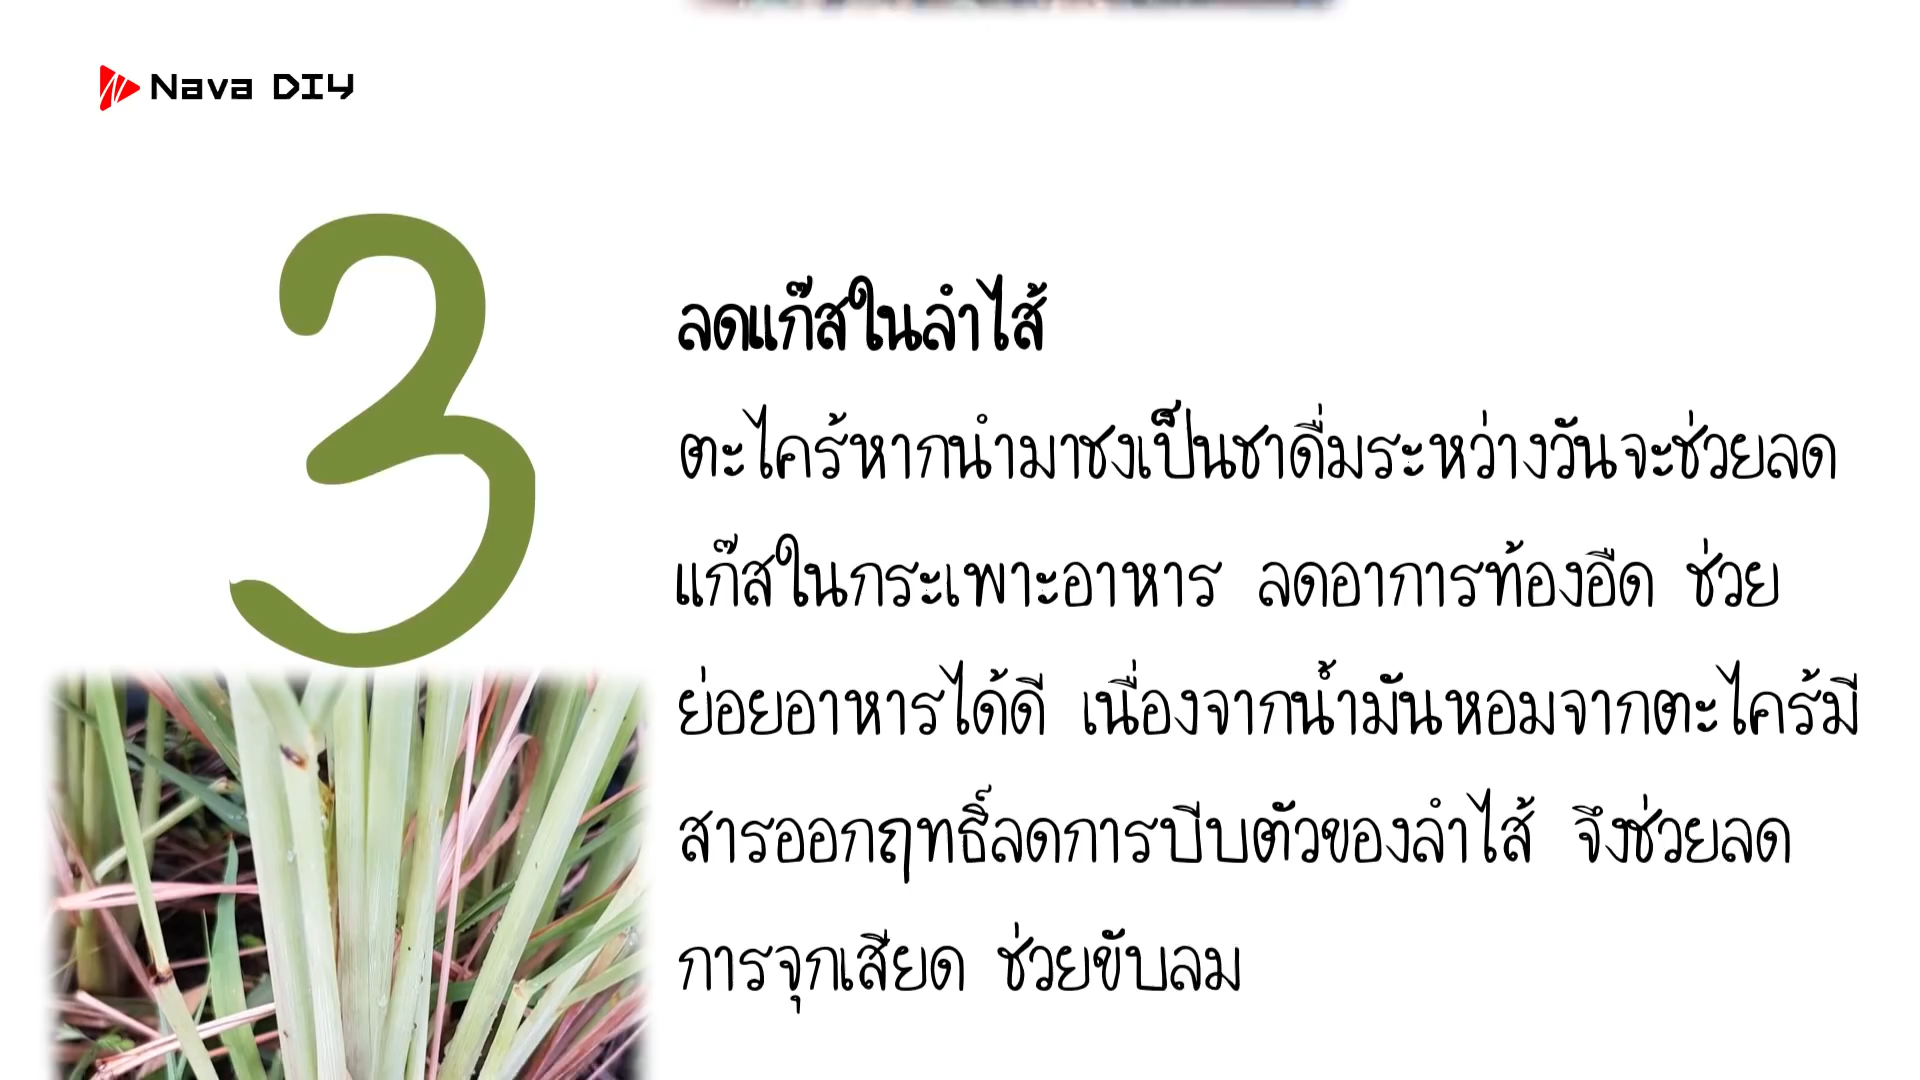 Nava DIY
3
ลดแก๊สในลำไส้
ตะไคร้หากนำมาชงเป็นชาดื่มระหว่างวันจะช่วยลด
แก๊สในกระเพาะอาหาร ลดอาการท้องอืด ช่วย
ย่อยอาหารได้ดี เนื่องจากน้ำมันหอมจากตะไคร้มี
สารออกฤทธิ์ลดการบีบตัวของลำไส้ จึงช่วยลด
การจุกเสียด ช่วยขับลม